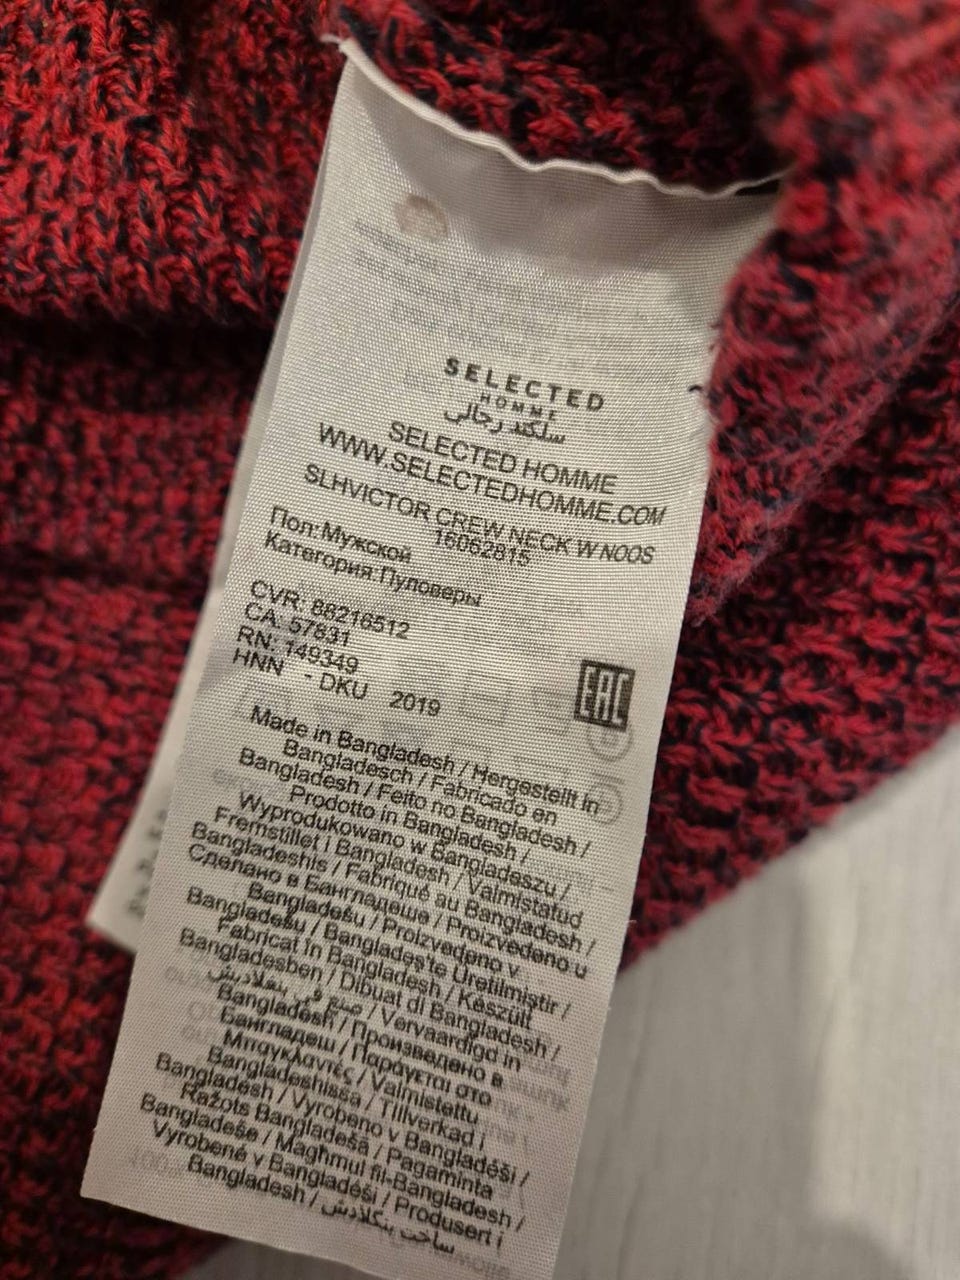 SELECTED
HOMME
سلكتد رجالي
SELECTED HOMME
WWW.SELECTEDHOMME.COM
SLHVICTOR CREW NECK W NOOS
16062815
Пол:Мужской
Категория:Пуловеры
CVR: 88216512
CA: 57831
RN: 149349
HNN - DKU 2019
EAC
Made in Bangladesh / Hergestellt in
Bangladesch / Fabricado en
Bangladesh / Feito no Bangladesh /
Prodotto in Bangladesh /
Wyprodukowano w Bangladeszu /
Fremstillet i Bangladesh / Valmistatud
Bangladeshis / Fabriqué au Bangladesh /
Сделано в Бангладеше / Proizvedeno u
Bangladešu / Proizvedeno v
Bangladešu / Bangladeş'te Üretilmiştir /
Fabricat în Bangladesh / Készült
Bangladesben / Dibuat di Bangladesh /
صنع في بنغلاديش / Vervaardigd in
Bangladesh / Произведено в
Бангладеш / Παράγεται στο
Μπαγκλαντές / Valmistettu
Bangladeshissa / Tillverkad i
Bangladesh / Vyrobeno v Bangladéši /
Ražots Bangladešā / Pagaminta
Bangladeše / Magħmul fil-Bangladesh /
Vyrobené v Bangladéši / Produsert i
Bangladesh / ساخت بنگلادش